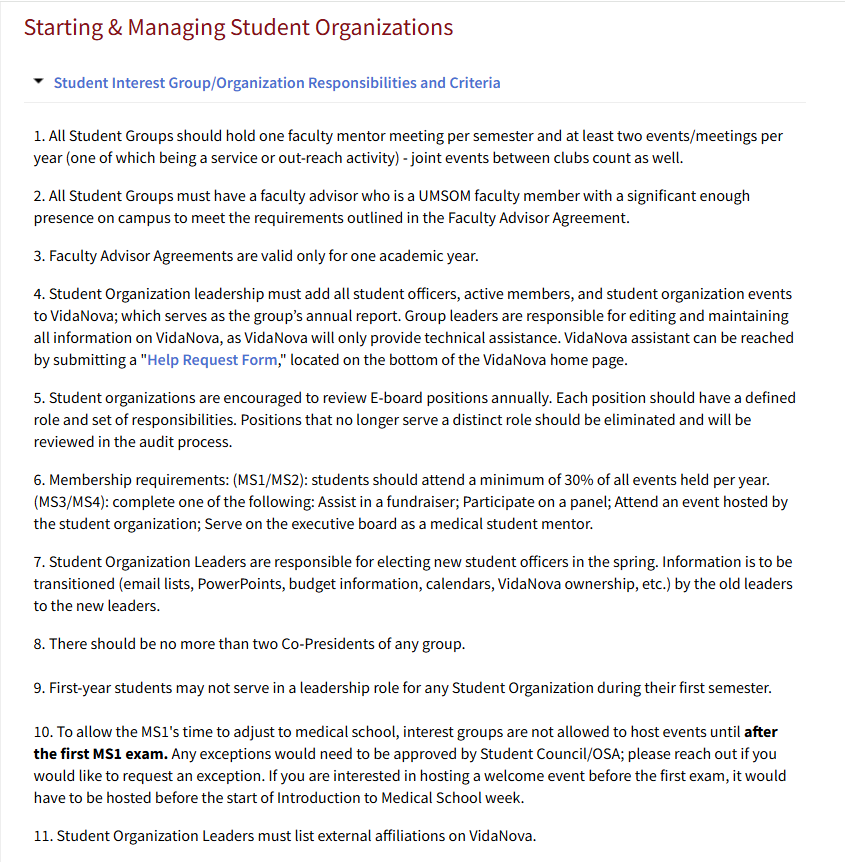 Starting & Managing Student Organizations
Student Interest Group/Organization Responsibilities and Criteria
1. All Student Groups should hold one faculty mentor meeting per semester and at least two events/meetings per
year (one of which being a service or out-reach activity) - joint events between clubs count as well.
2. All Student Groups must have a faculty advisor who is a UMSOM faculty member with a significant enough
presence on campus to meet the requirements outlined in the Faculty Advisor Agreement.
3. Faculty Advisor Agreements are valid only for one academic year.
4. Student Organization leadership must add all student officers, active members, and student organization events
to VidaNova; which serves as the group’s annual report. Group leaders are responsible for editing and maintaining
all information on VidaNova, as VidaNova will only provide technical assistance. VidaNova assistant can be reached
by submitting a "Help Request Form," located on the bottom of the VidaNova home page.
5. Student organizations are encouraged to review E-board positions annually. Each position should have a defined
role and set of responsibilities. Positions that no longer serve a distinct role should be eliminated and will be
reviewed in the audit process.
6. Membership requirements: (MS1/MS2): students should attend a minimum of 30% of all events held per year.
(MS3/MS4): complete one of the following: Assist in a fundraiser; Participate on a panel; Attend an event hosted by
the student organization; Serve on the executive board as a medical student mentor.
7. Student Organization Leaders are responsible for electing new student officers in the spring. Information is to be
transitioned (email lists, PowerPoints, budget information, calendars, VidaNova ownership, etc.) by the old leaders
to the new leaders.
8. There should be no more than two Co-Presidents of any group.
9. First-year students may not serve in a leadership role for any Student Organization during their first semester.
10. To allow the MS1's time to adjust to medical school, interest groups are not allowed to host events until after
the first MS1 exam. Any exceptions would need to be approved by Student Council/OSA; please reach out if you
would like to request an exception. If you are interested in hosting a welcome event before the first exam, it would
have to be hosted before the start of Introduction to Medical School week.
11. Student Organization Leaders must list external affiliations on VidaNova.